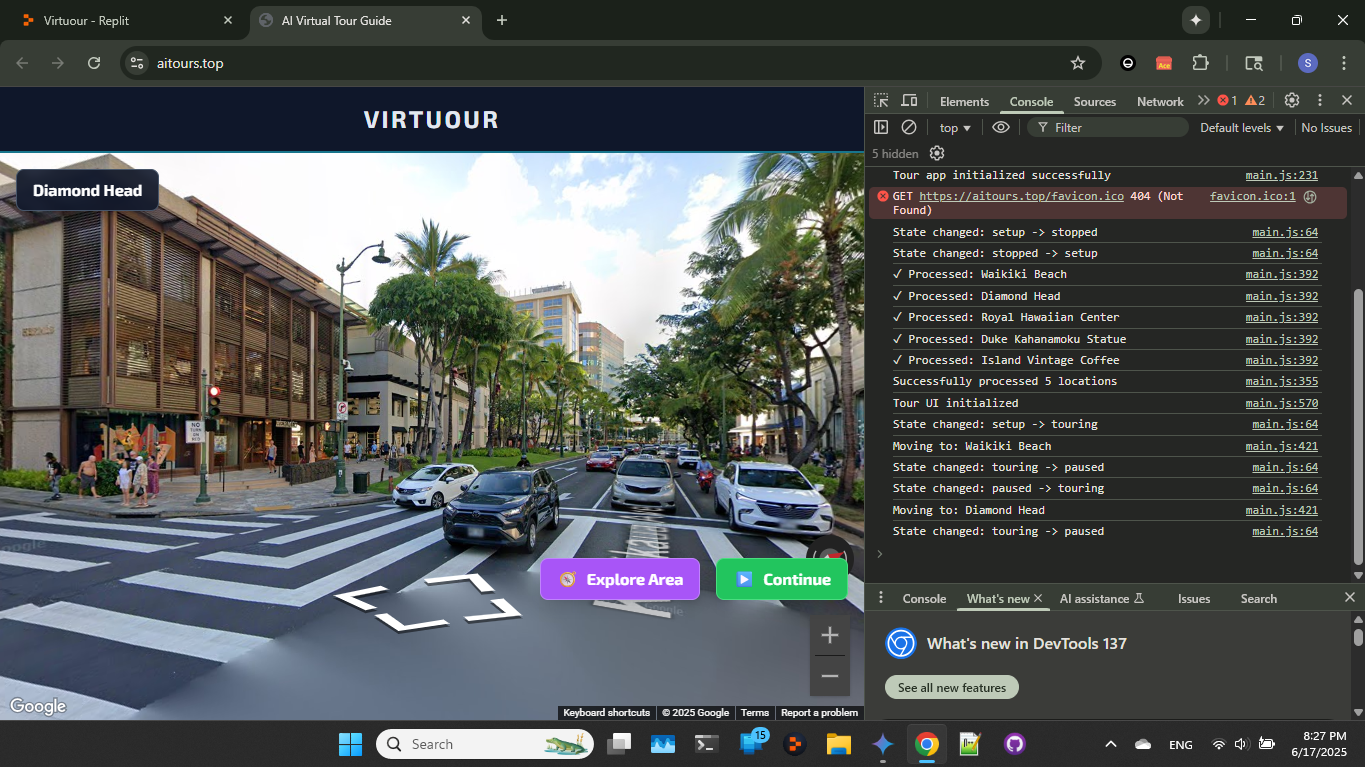 Virtuour - Replit
AI Virtual Tour Guide
aitours.top
S
VIRTUOUR
Diamond Head
NO
TURN
ON
RED
Explore Area
Continue
Google
Keyboard shortcuts
© 2025 Google
Terms
Report a problem
Elements
Console
Sources
Network
1
2
top
Filter
Default levels
No Issues
5 hidden
Tour app initialized successfully main.js:231
GET https://aitours.top/favicon.ico 404 (Not favicon.ico:1
Found)
State changed: setup -> stopped main.js:64
State changed: stopped -> setup main.js:64
✓ Processed: Waikiki Beach main.js:392
✓ Processed: Diamond Head main.js:392
✓ Processed: Royal Hawaiian Center main.js:392
✓ Processed: Duke Kahanamoku Statue main.js:392
✓ Processed: Island Vintage Coffee main.js:392
Successfully processed 5 locations main.js:355
Tour UI initialized main.js:570
State changed: setup -> touring main.js:64
Moving to: Waikiki Beach main.js:421
State changed: touring -> paused main.js:64
State changed: paused -> touring main.js:64
Moving to: Diamond Head main.js:421
State changed: touring -> paused main.js:64
Console
What's new
AI assistance
Issues
Search
What's new in DevTools 137
See all new features
Search
15
ENG
8:27 PM
6/17/2025